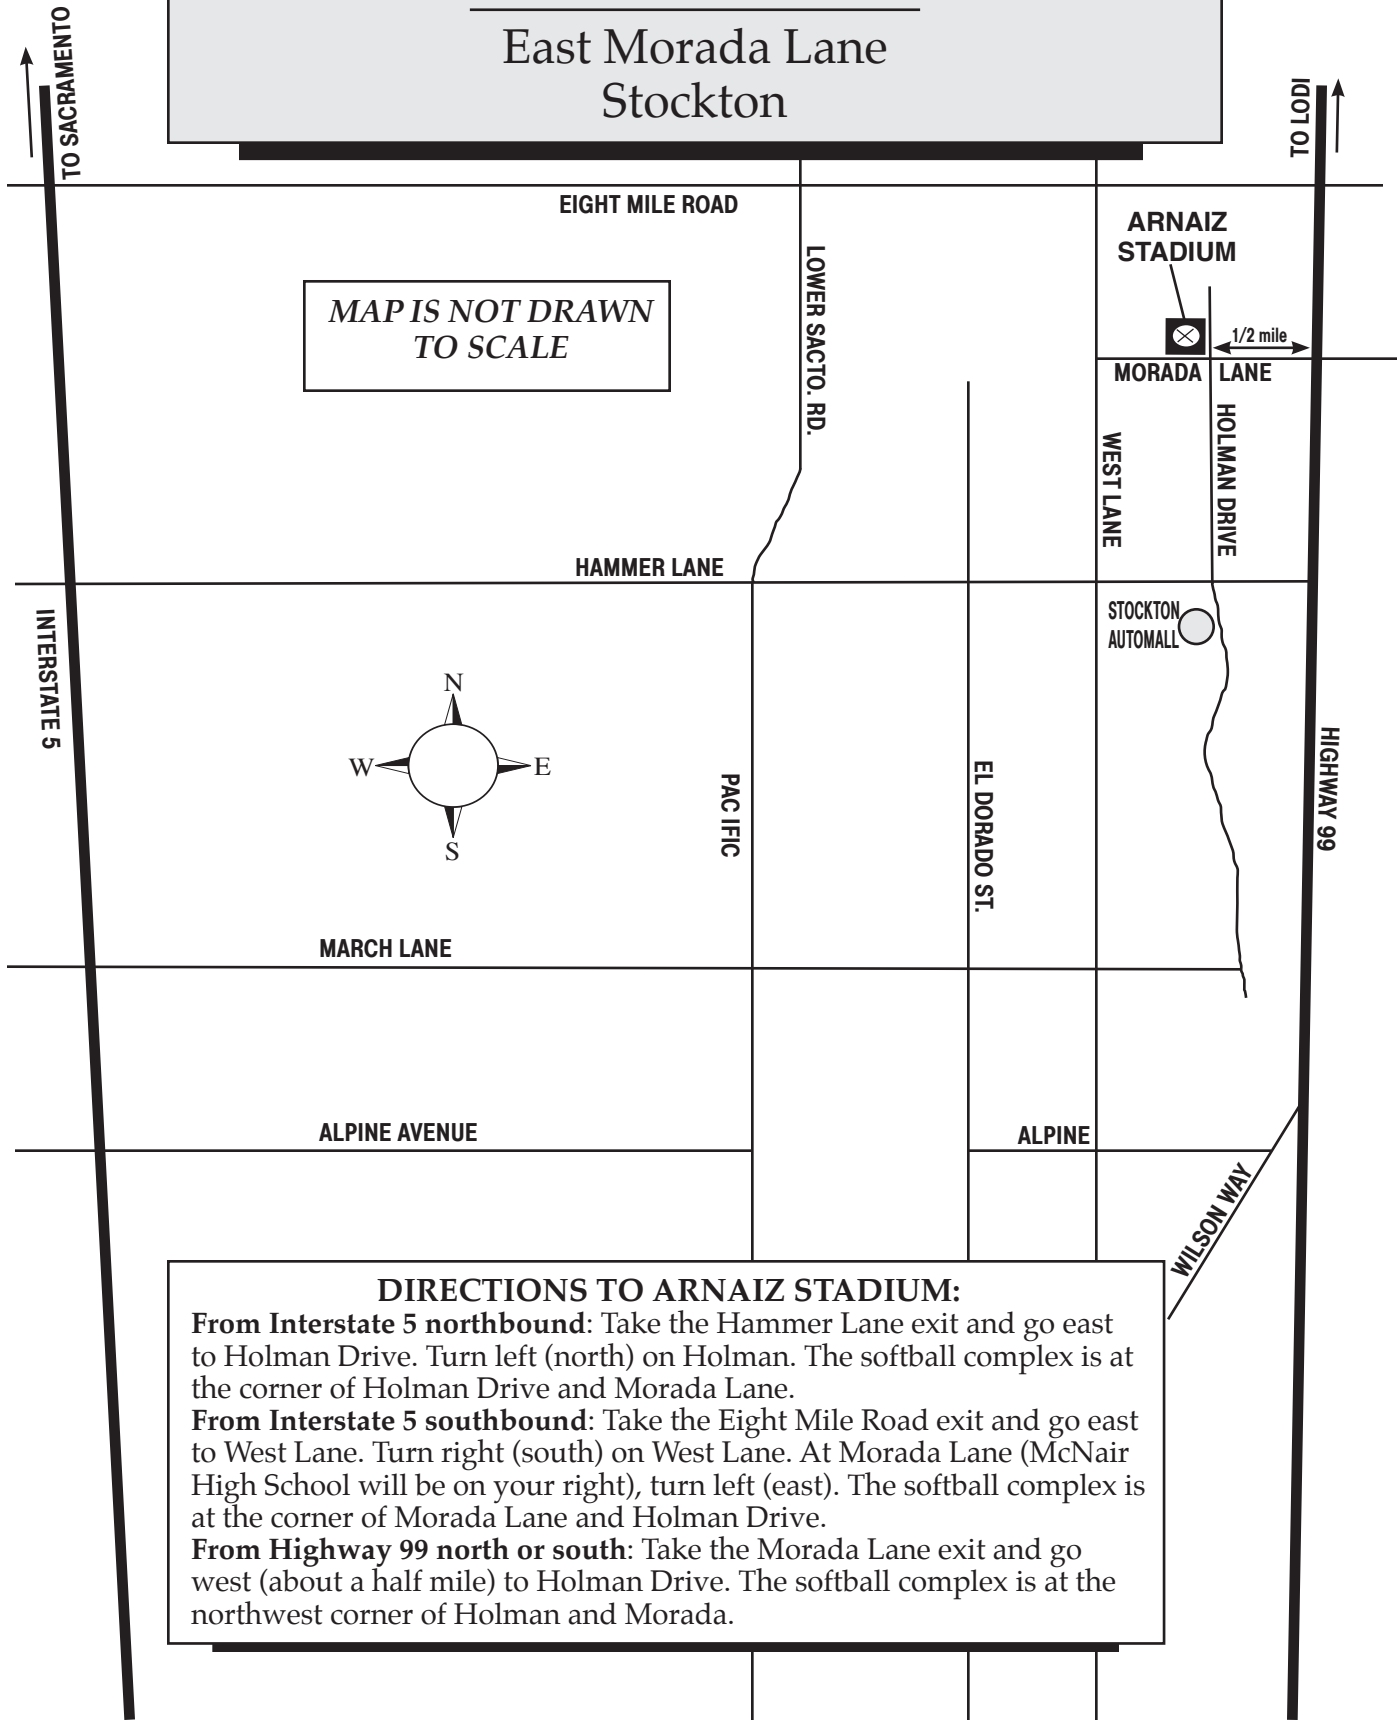 East Morada Lane
Stockton
TO SACRAMENTO
TO LODI
EIGHT MILE ROAD
ARNAIZ
STADIUM
LOWER SACTO. RD.
MAP IS NOT DRAWN
TO SCALE
1/2 mile
MORADA LANE
HOLMAN DRIVE
WEST LANE
HAMMER LANE
STOCKTON
AUTOMALL
INTERSTATE 5
N
W
E
S
HIGHWAY 99
PAC IFIC
EL DORADO ST.
MARCH LANE
ALPINE AVENUE
ALPINE
WILSON WAY
DIRECTIONS TO ARNAIZ STADIUM:
From Interstate 5 northbound: Take the Hammer Lane exit and go east
to Holman Drive. Turn left (north) on Holman. The softball complex is at
the corner of Holman Drive and Morada Lane.
From Interstate 5 southbound: Take the Eight Mile Road exit and go east
to West Lane. Turn right (south) on West Lane. At Morada Lane (McNair
High School will be on your right), turn left (east). The softball complex is
at the corner of Morada Lane and Holman Drive.
From Highway 99 north or south: Take the Morada Lane exit and go
west (about a half mile) to Holman Drive. The softball complex is at the
northwest corner of Holman and Morada.